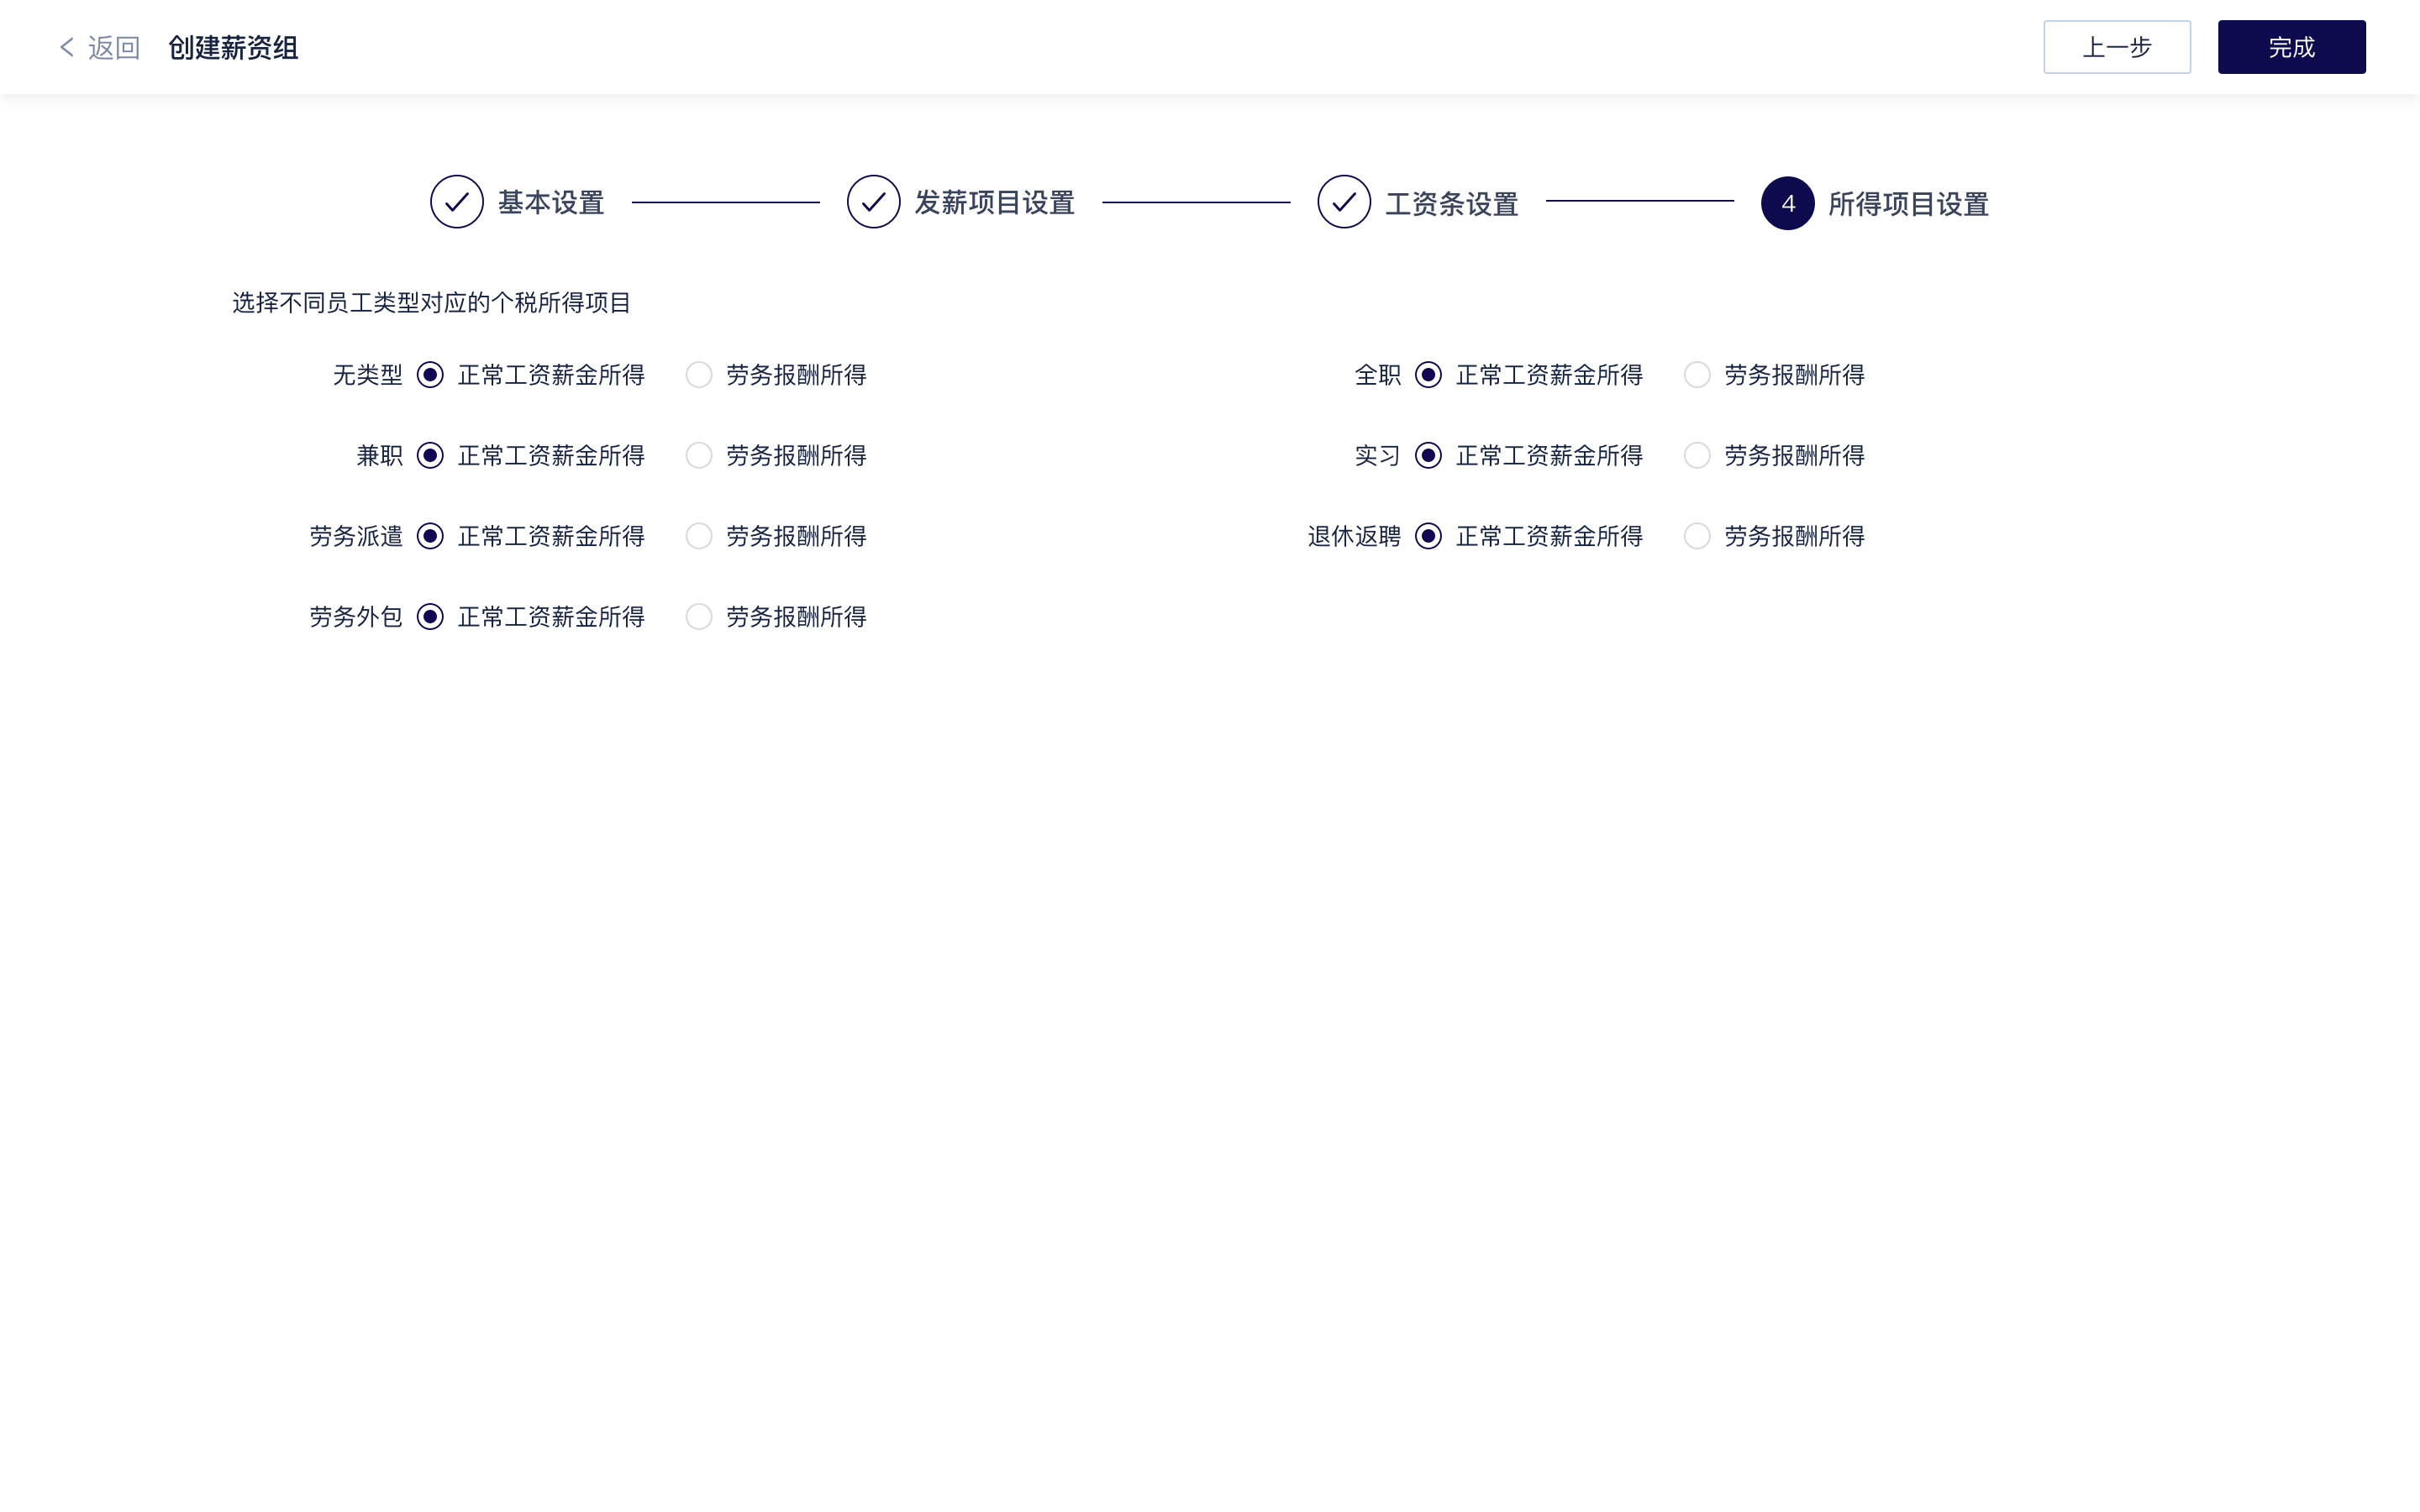 返回 创建薪资组 上一步 完成
基本设置 发薪项目设置 工资条设置 4 所得项目设置
选择不同员工类型对应的个税所得项目
无类型 正常工资薪金所得 劳务报酬所得 全职 正常工资薪金所得 劳务报酬所得
兼职 正常工资薪金所得 劳务报酬所得 实习 正常工资薪金所得 劳务报酬所得
劳务派遣 正常工资薪金所得 劳务报酬所得 退休返聘 正常工资薪金所得 劳务报酬所得
劳务外包 正常工资薪金所得 劳务报酬所得